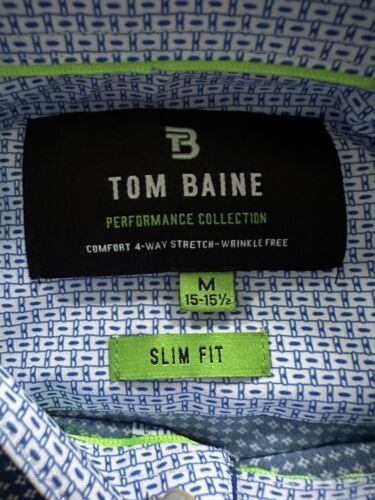 TB
TOM BAINE
PERFORMANCE COLLECTION
COMFORT 4-WAY STRETCH-WRINKLE FREE
M
15-15½
SLIM FIT